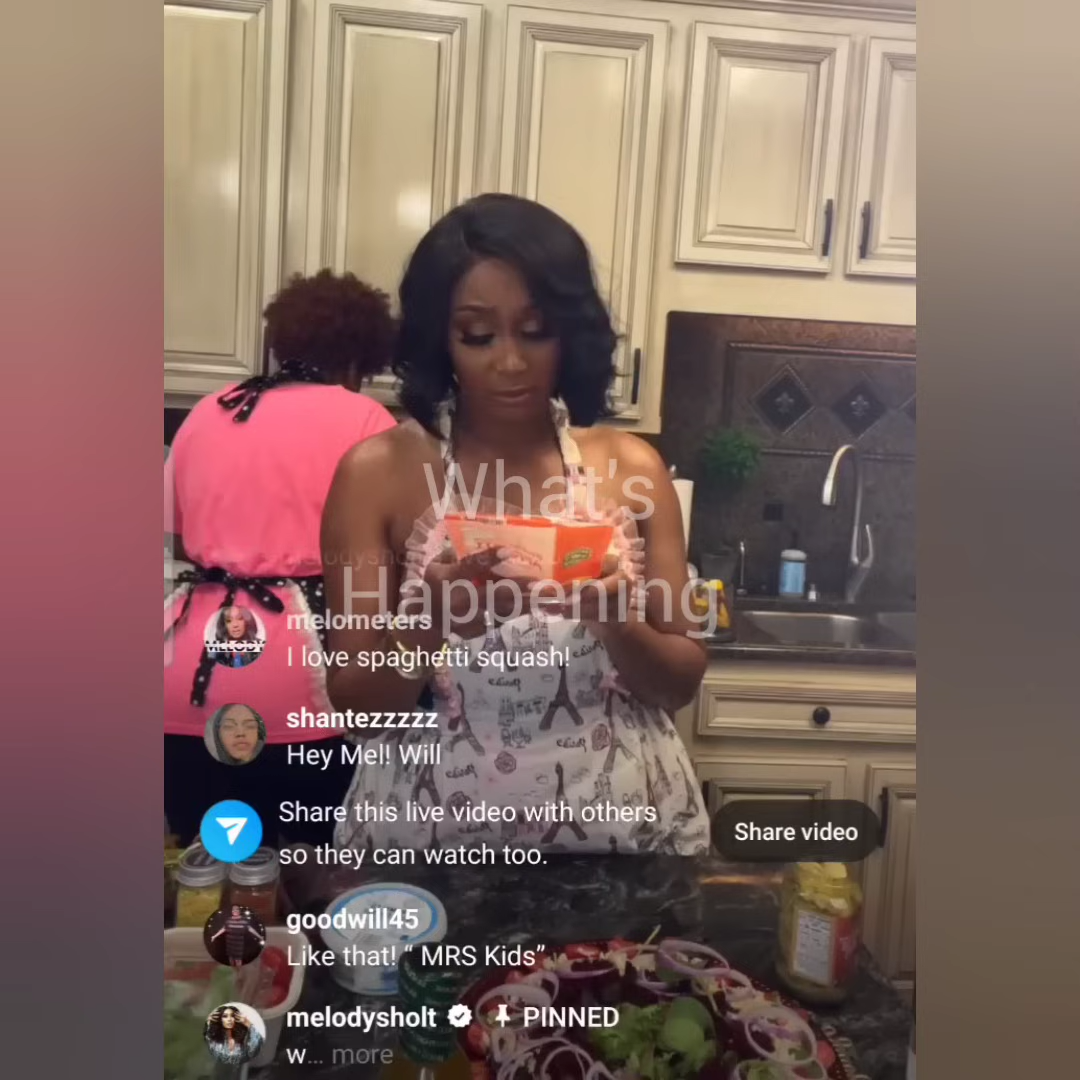 What's
Happening
melometers
I love spaghetti squash!
shantezzzzz
Hey Mel! Will
Share this live video with others
so they can watch too.
Share video
goodwill45
Like that! “ MRS Kids”
melodysholt PINNED
w... more